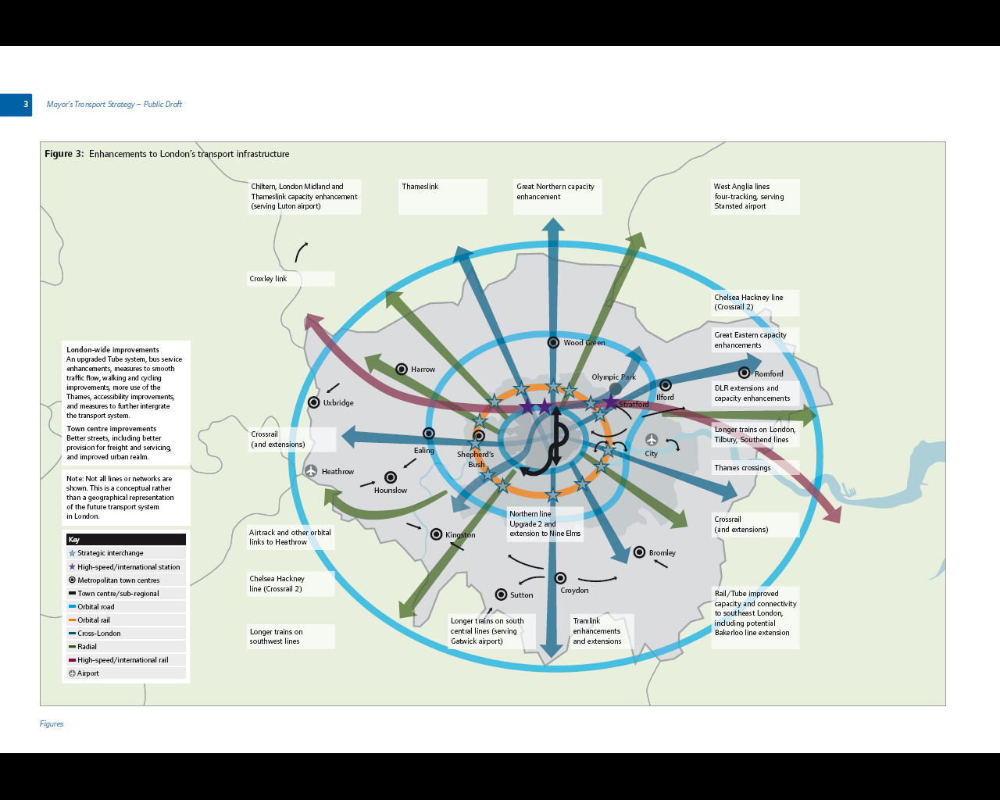 3
Mayor's Transport Strategy – Public Draft
Figure 3: Enhancements to London's transport infrastructure
Chiltern, London Midland and
Thameslink capacity enhancement
(serving Luton airport)
Thameslink
Great Northern capacity
enhancement
West Anglia lines
four-tracking, serving
Stansted airport
Croxley link
Chelsea Hackney line
(Crossrail 2)
Great Eastern capacity
enhancements
Wood Green
Harrow
Romford
Olympic Park
Ilford
Stratford
DLR extensions and
capacity enhancements
Uxbridge
London-wide improvements
An upgraded Tube system, bus service
enhancements, measures to smooth
traffic flow, walking and cycling
improvements, more use of the
Thames, accessibility improvements,
and measures to further intergrate
the transport system.
Town centre improvements
Better streets, including better
provision for freight and servicing,
and improved urban realm.
Crossrail
(and extensions)
Ealing
Shepherd's
Bush
City
Longer trains on London,
Tilbury, Southend lines
Thames crossings
Heathrow
Hounslow
Note: Not all lines or networks are
shown. This is a conceptual rather
than a geographical representation
of the future transport system
in London.
Northern line
Upgrade 2 and
extension to Nine Elms
Crossrail
(and extensions)
Airtrack and other orbital
links to Heathrow
Kingston
Bromley
Key
Strategic interchange
High-speed/international station
Metropolitan town centres
Town centre/sub-regional
Orbital road
Orbital rail
Cross-London
Radial
High-speed/international rail
Airport
Chelsea Hackney
line (Crossrail 2)
Croydon
Sutton
Rail/Tube improved
capacity and connectivity
to southeast London,
including potential
Bakerloo line extension
Longer trains on
southwest lines
Longer trains on south
central lines (serving
Gatwick airport)
Tramlink
enhancements
and extensions
Figures